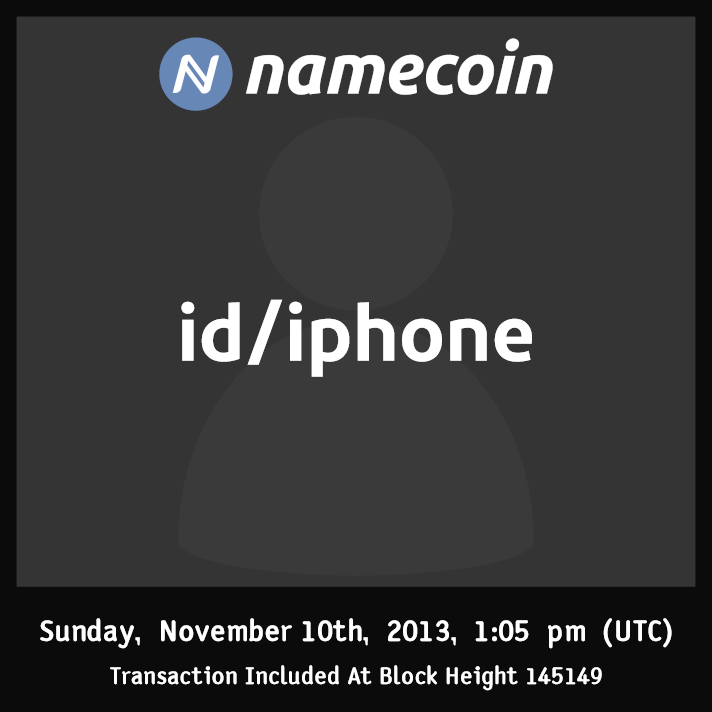 namecoin
id/iphone
Sunday, November 10th, 2013, 1:05 pm (UTC)
Transaction Included At Block Height 145149